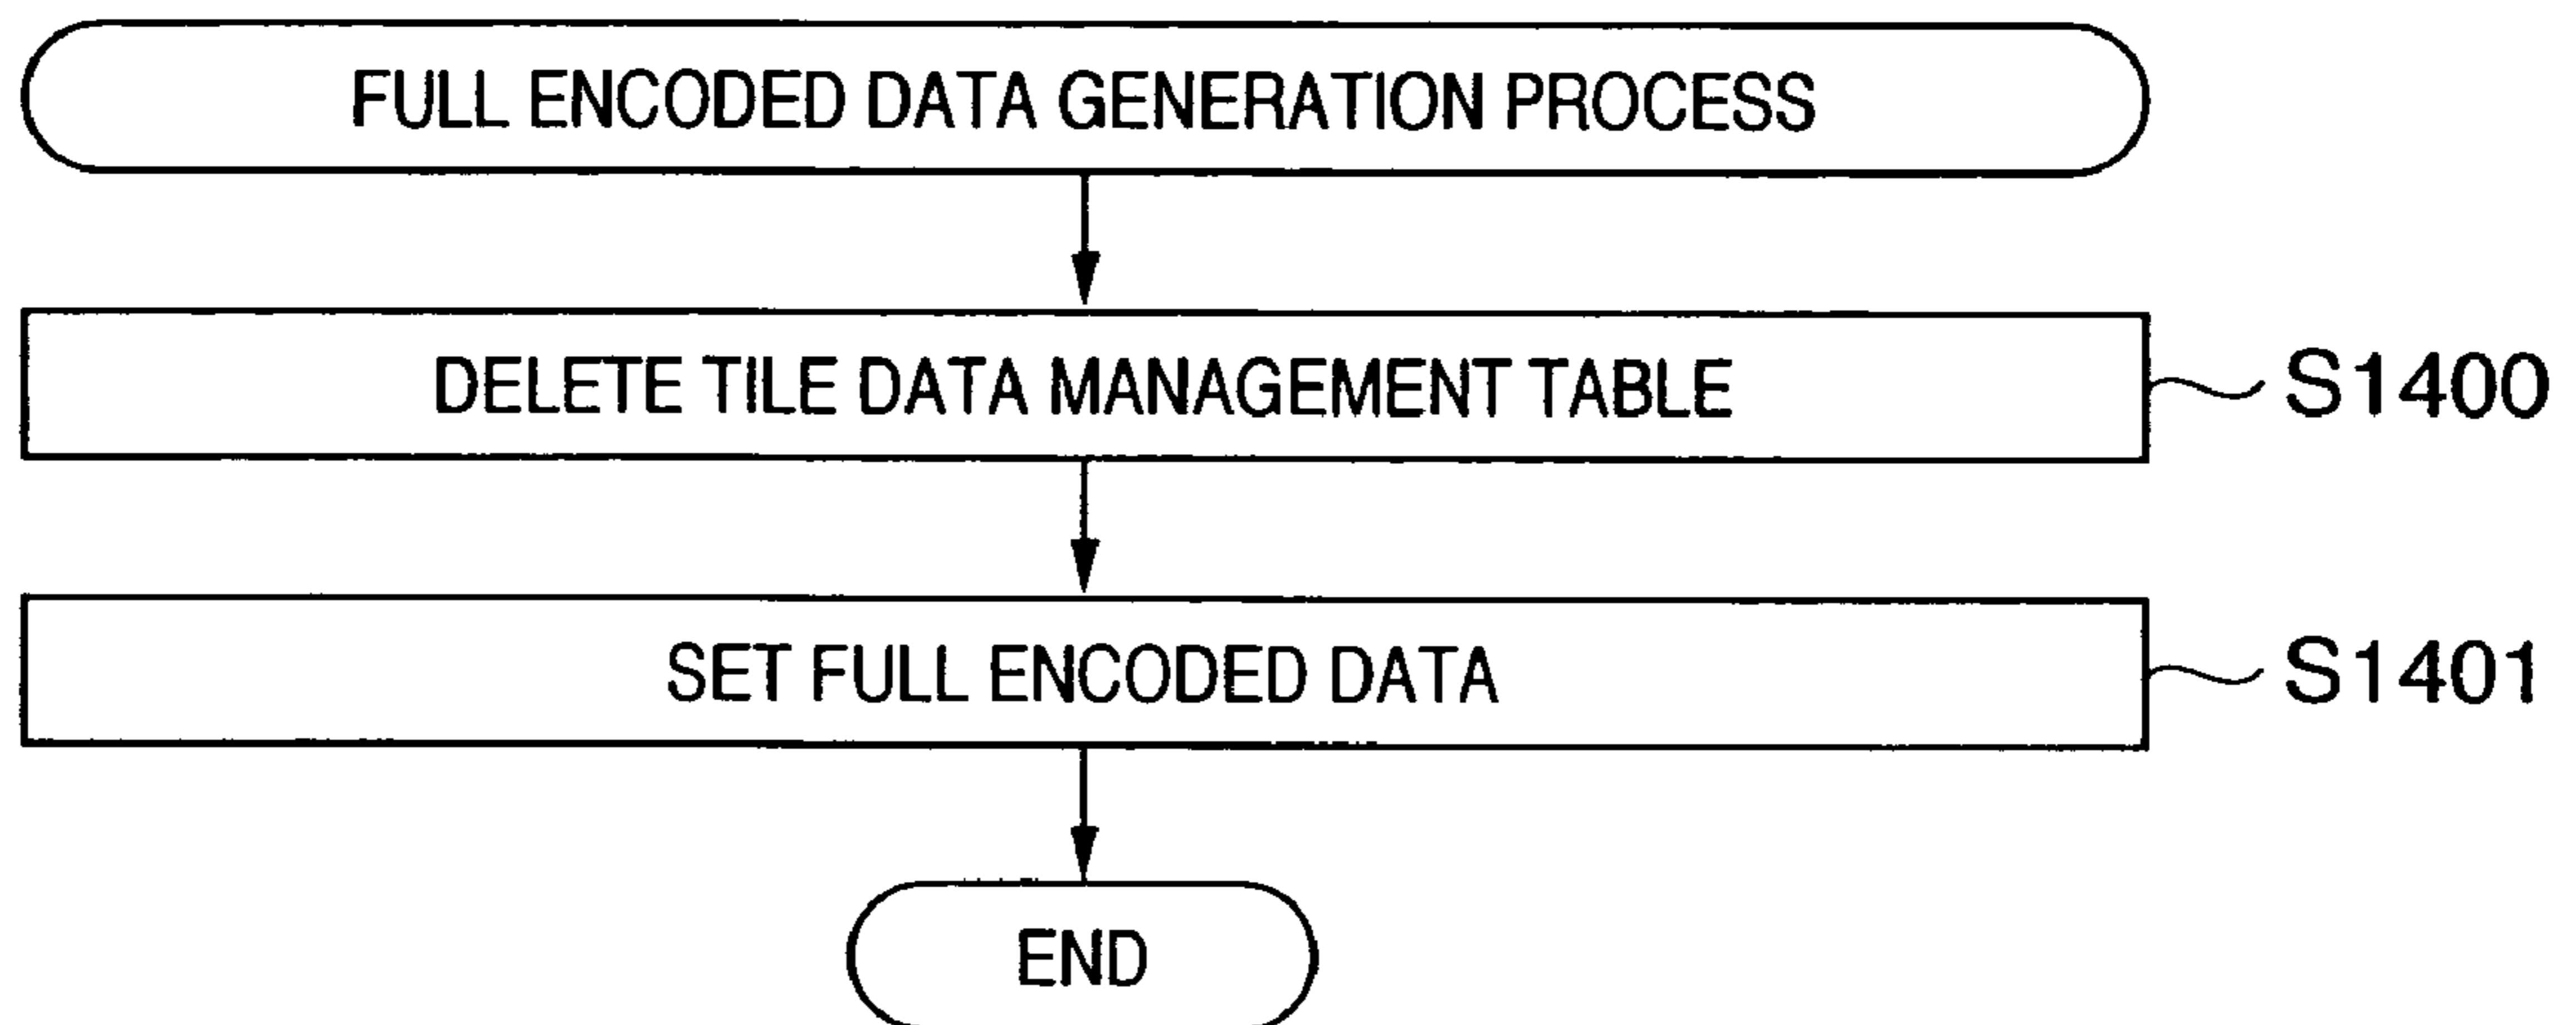 FULL ENCODED DATA GENERATION PROCESS
DELETE TILE DATA MANAGEMENT TABLE
S1400
SET FULL ENCODED DATA
S1401
END